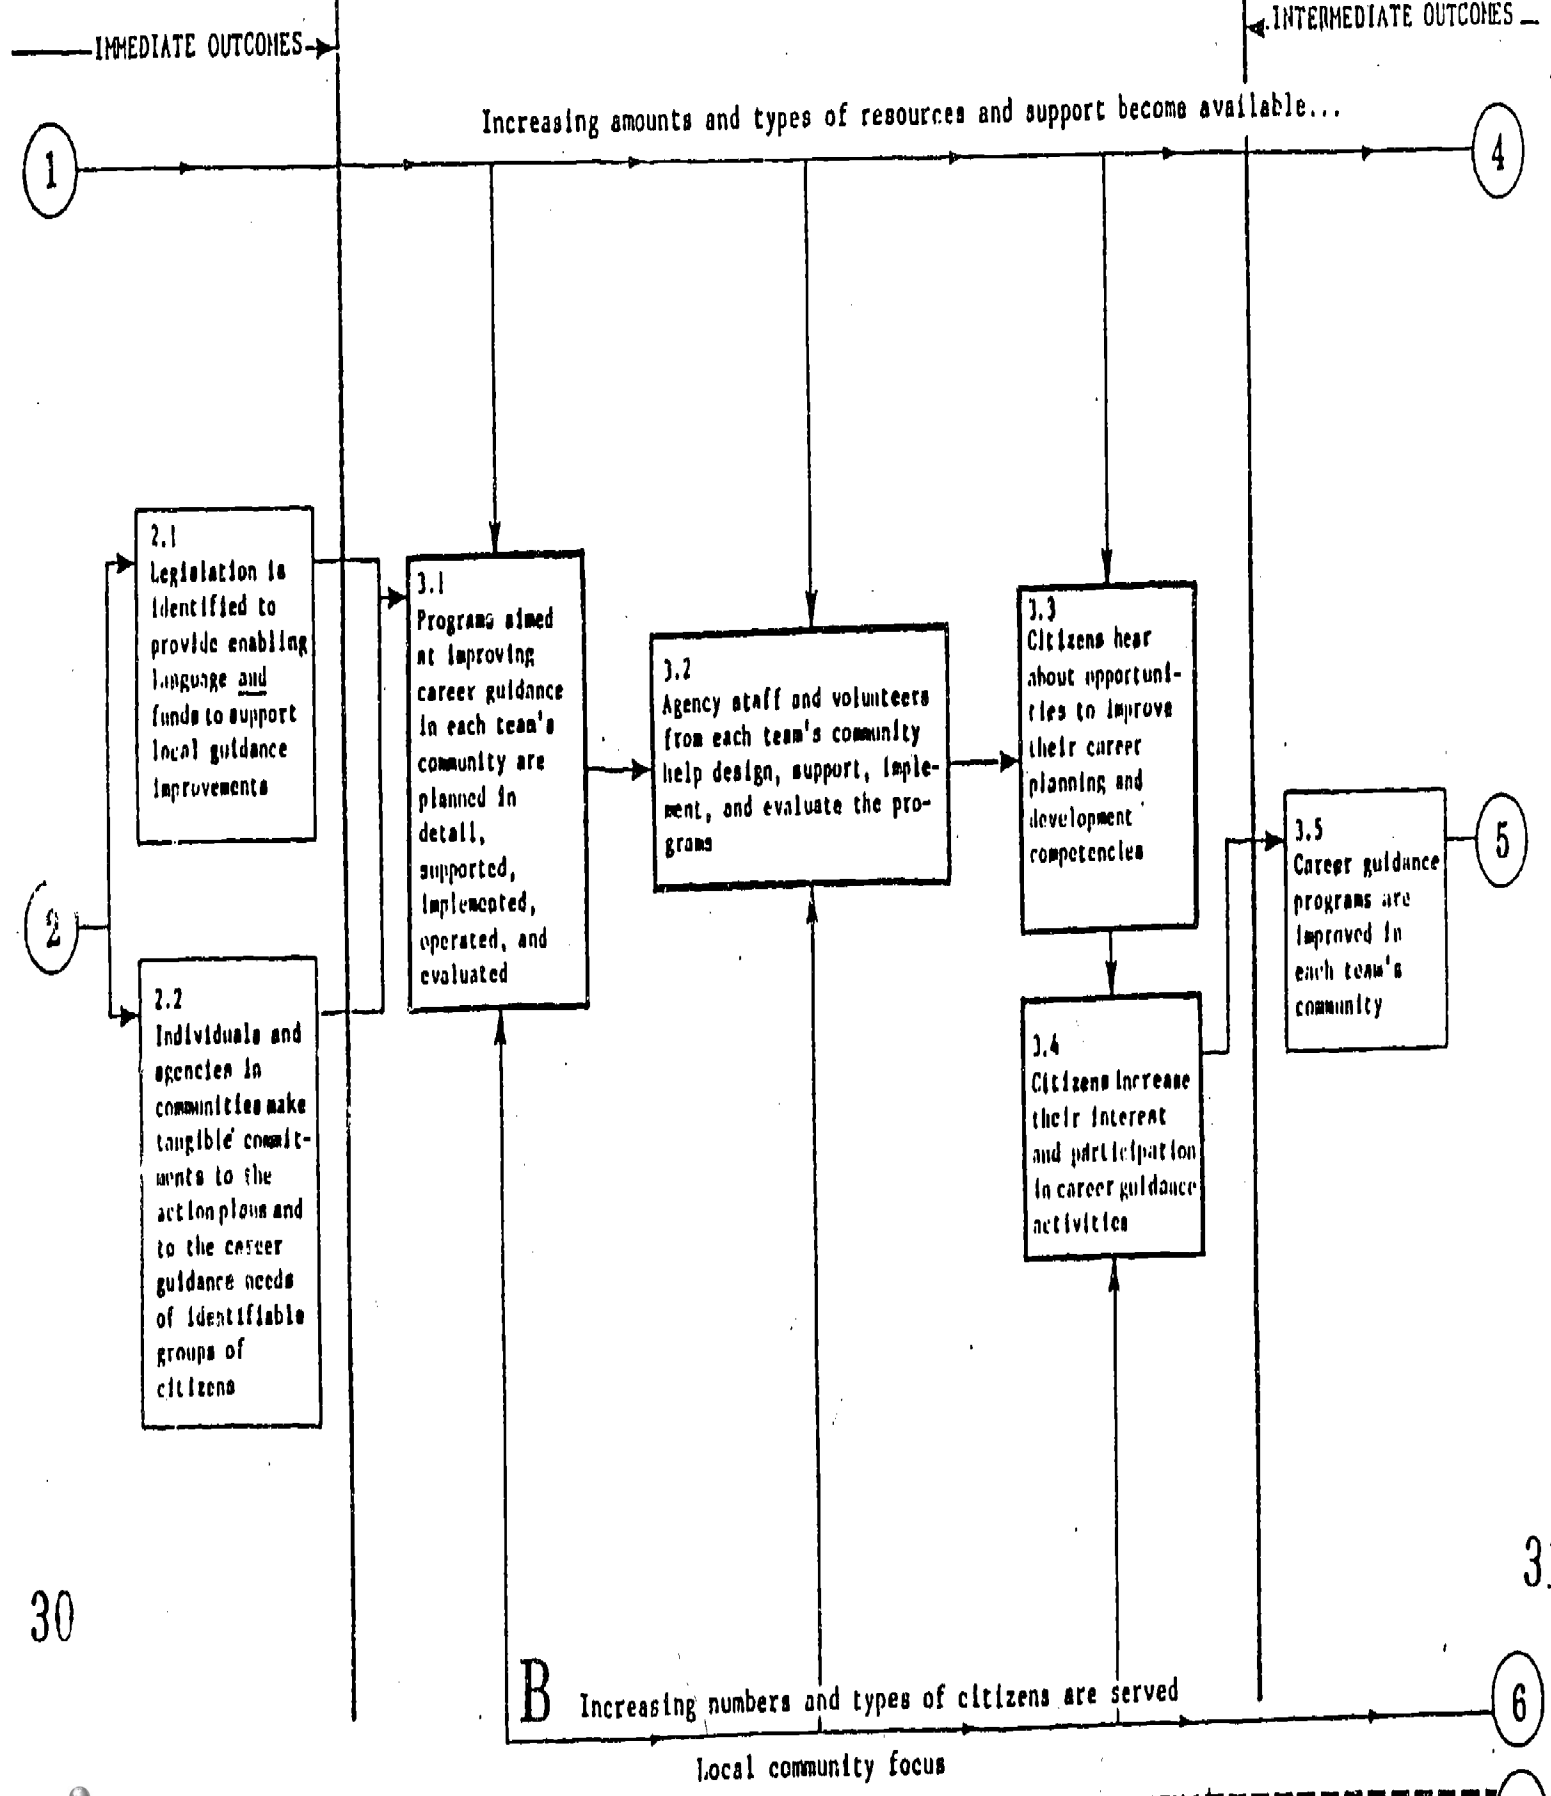 IMMEDIATE OUTCOMES
INTERMEDIATE OUTCOMES
Increasing amounts and types of resources and support become available...
1
4
2.1
Legislation is
identified to
provide enabling
language and
funds to support
local guidance
improvements
3.1
Programs aimed
at improving
career guidance
in each team's
community are
planned in
detail,
supported,
implemented,
operated, and
evaluated
3.2
Agency staff and volunteers
from each team's community
help design, support, imple-
ment, and evaluate the pro-
grams
3.3
Citizens hear
about opportuni-
ties to improve
their career
planning and
development
competencies
2
2.2
Individuals and
agencies in
communities make
tangible commit-
ments to the
action plans and
to the career
guidance needs
of identifiable
groups of
citizens
3.4
Citizens increase
their interest
and participation
in career guidance
activities
3.5
Career guidance
programs are
improved in
each team's
community
5
30
B
Increasing numbers and types of citizens are served
6
Local community focus